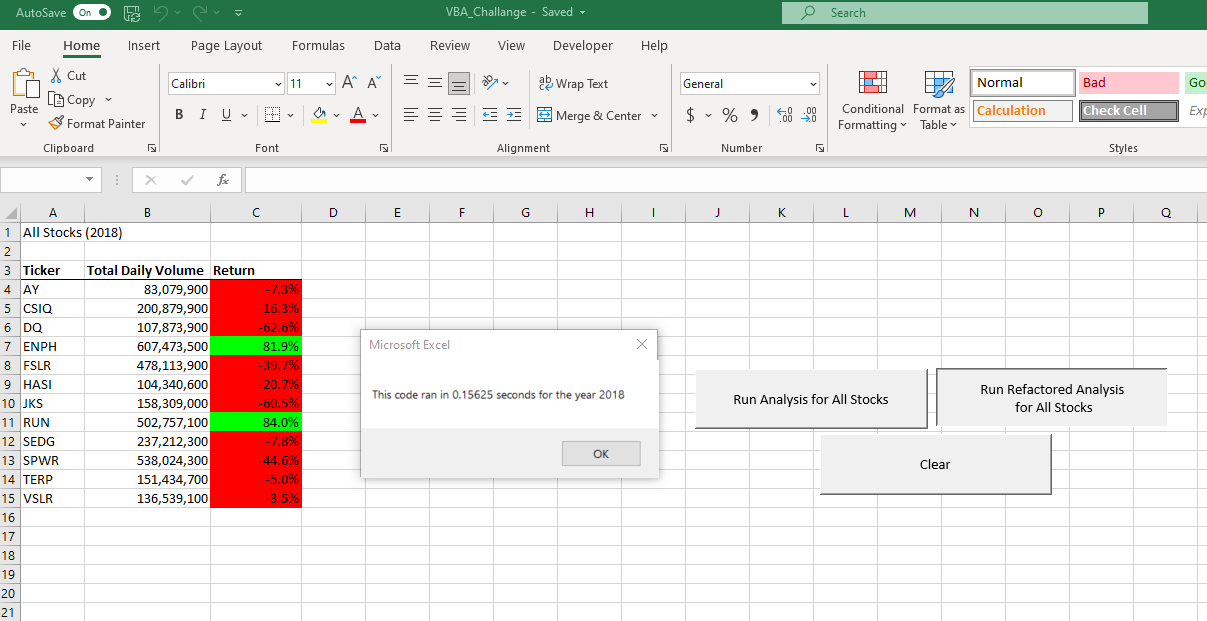 AutoSave On VBA_Challange - Saved Search
File Home Insert Page Layout Formulas Data Review View Developer Help
Paste
Cut
Copy
Format Painter
Clipboard
Calibri 11 A A
B I U A
Font
Wrap Text
Merge & Center
Alignment
General
$ % 9 .00 .00
Number
Conditional
Formatting
Format as
Table
Normal Bad Go
Calculation Check Cell Exp
Styles
fx
A B C D E F G H I J K L M N O P Q
1 All Stocks (2018)
2
3 Ticker Total Daily Volume Return
4 AY 83,079,900 -7.3%
5 CSIQ 200,879,900 -16.3%
6 DQ 107,873,900 -62.6%
7 ENPH 607,473,500 81.9%
8 FSLR 478,113,900 -39.7%
9 HASI 104,340,600 -20.7%
10 JKS 158,309,000 -60.5%
11 RUN 502,757,100 84.0%
12 SEDG 237,212,300 -7.8%
13 SPWR 538,024,300 -44.6%
14 TERP 151,434,700 -5.0%
15 VSLR 136,539,100 -3.5%
16
17
18
19
20
21
Microsoft Excel
This code ran in 0.15625 seconds for the year 2018
OK
Run Analysis for All Stocks
Run Refactored Analysis
for All Stocks
Clear